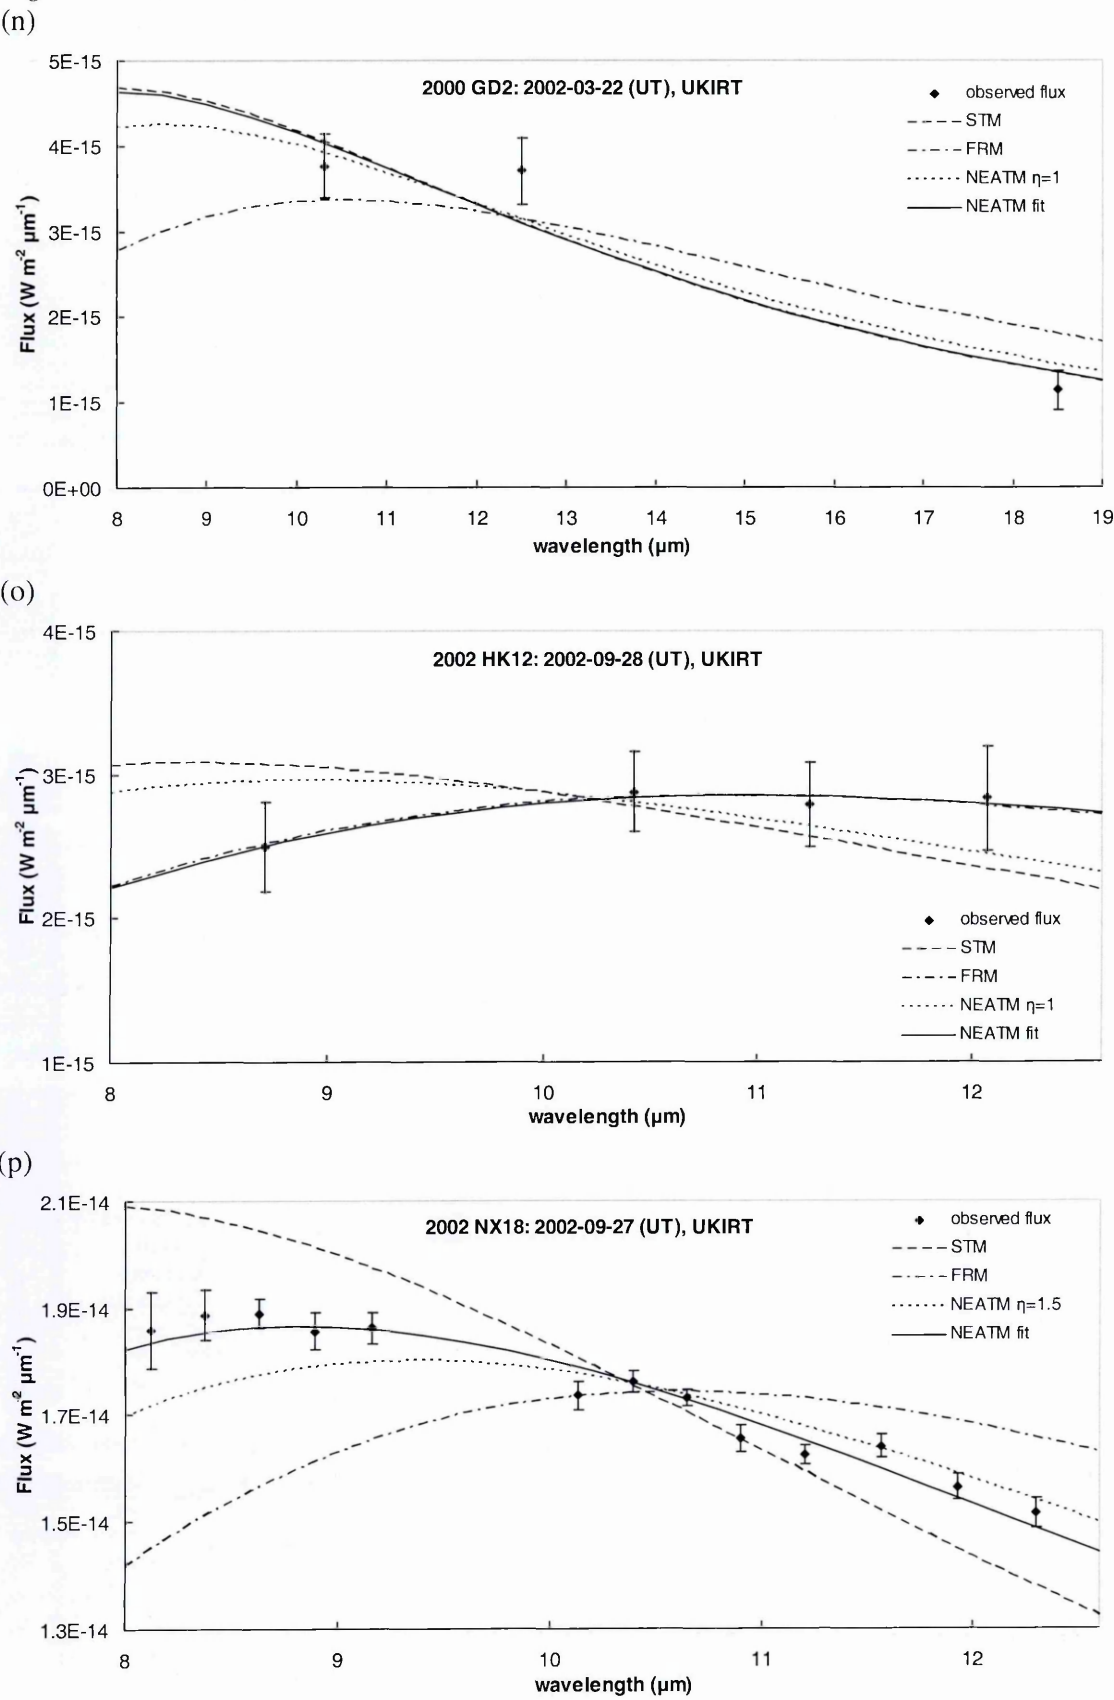 (n)
2000 GD2: 2002-03-22 (UT), UKIRT
observed flux
STM
FRM
NEATM η=1
NEATM fit
5E-15
4E-15
3E-15
2E-15
1E-15
0E+00
Flux (W m-2 µm-1)
8 9 10 11 12 13 14 15 16 17 18 19
wavelength (µm)
(o)
2002 HK12: 2002-09-28 (UT), UKIRT
4E-15
3E-15
2E-15
1E-15
Flux (W m-2 µm-1)
observed flux
STM
FRM
NEATM η=1
NEATM fit
8 9 10 11 12
wavelength (µm)
(p)
2002 NX18: 2002-09-27 (UT), UKIRT
observed flux
STM
FRM
NEATM η=1.5
NEATM fit
2.1E-14
1.9E-14
1.7E-14
1.5E-14
1.3E-14
Flux (W m-2 µm-1)
8 9 10 11 12
wavelength (µm)